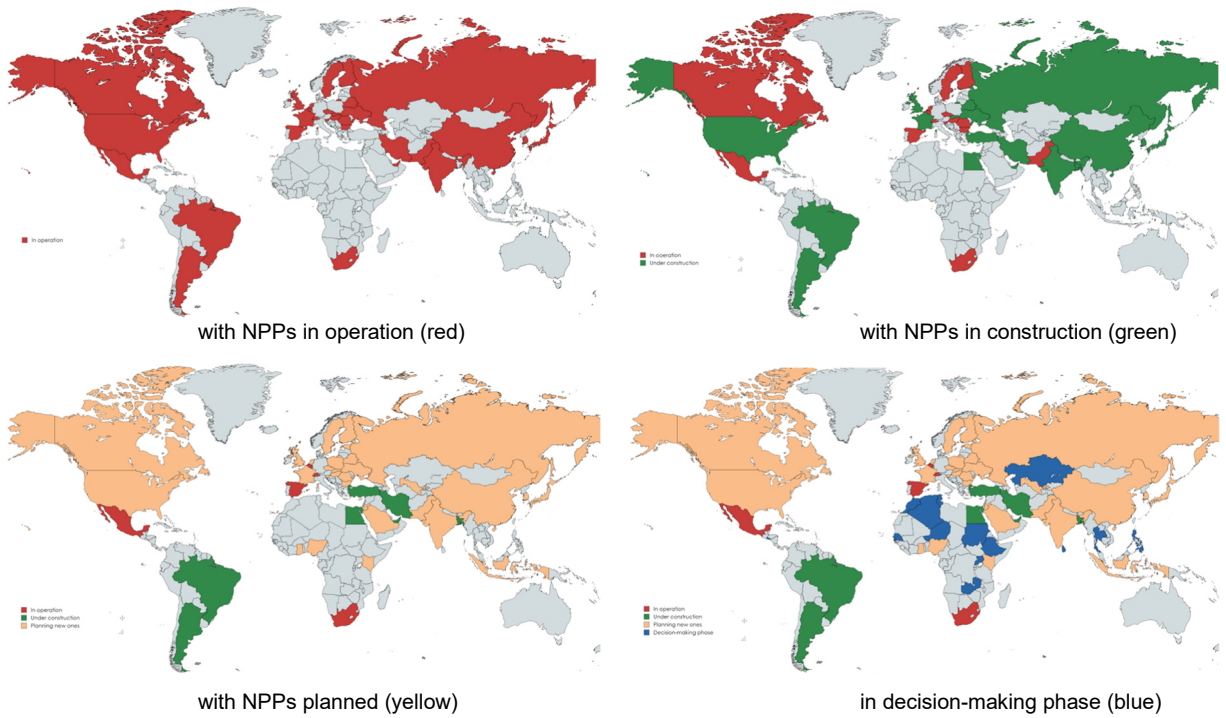 In operation
In operation
Under construction
with NPPs in operation (red)
with NPPs in construction (green)
In operation
Under construction
Planning new ones
In operation
Under construction
Planning new ones
Decision-making phase
with NPPs planned (yellow)
in decision-making phase (blue)